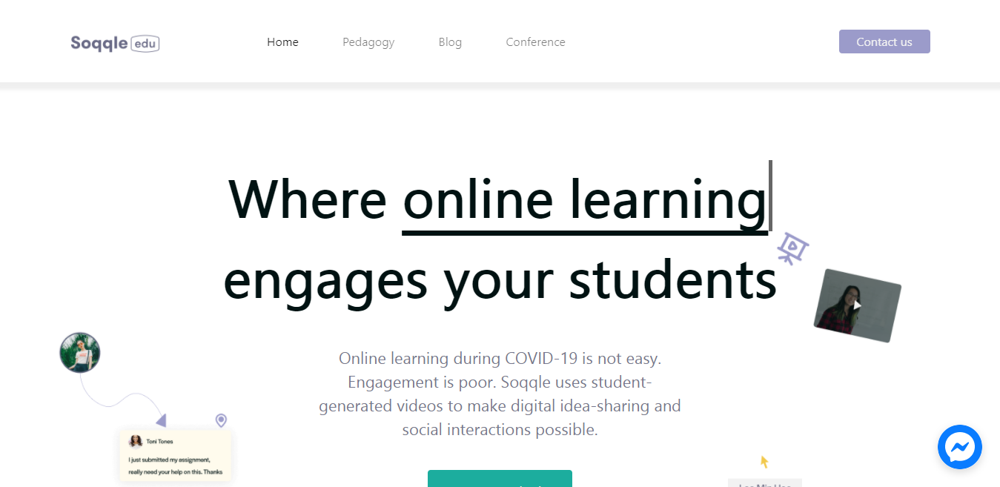 Soqqle edu
Home
Pedagogy
Blog
Conference
Contact us
Where online learning
engages your students
Online learning during COVID-19 is not easy.
Engagement is poor. Soqqle uses student-
generated videos to make digital idea-sharing and
social interactions possible.
Toni Tones
I just submitted my assignment,
really need your help on this. Thanks